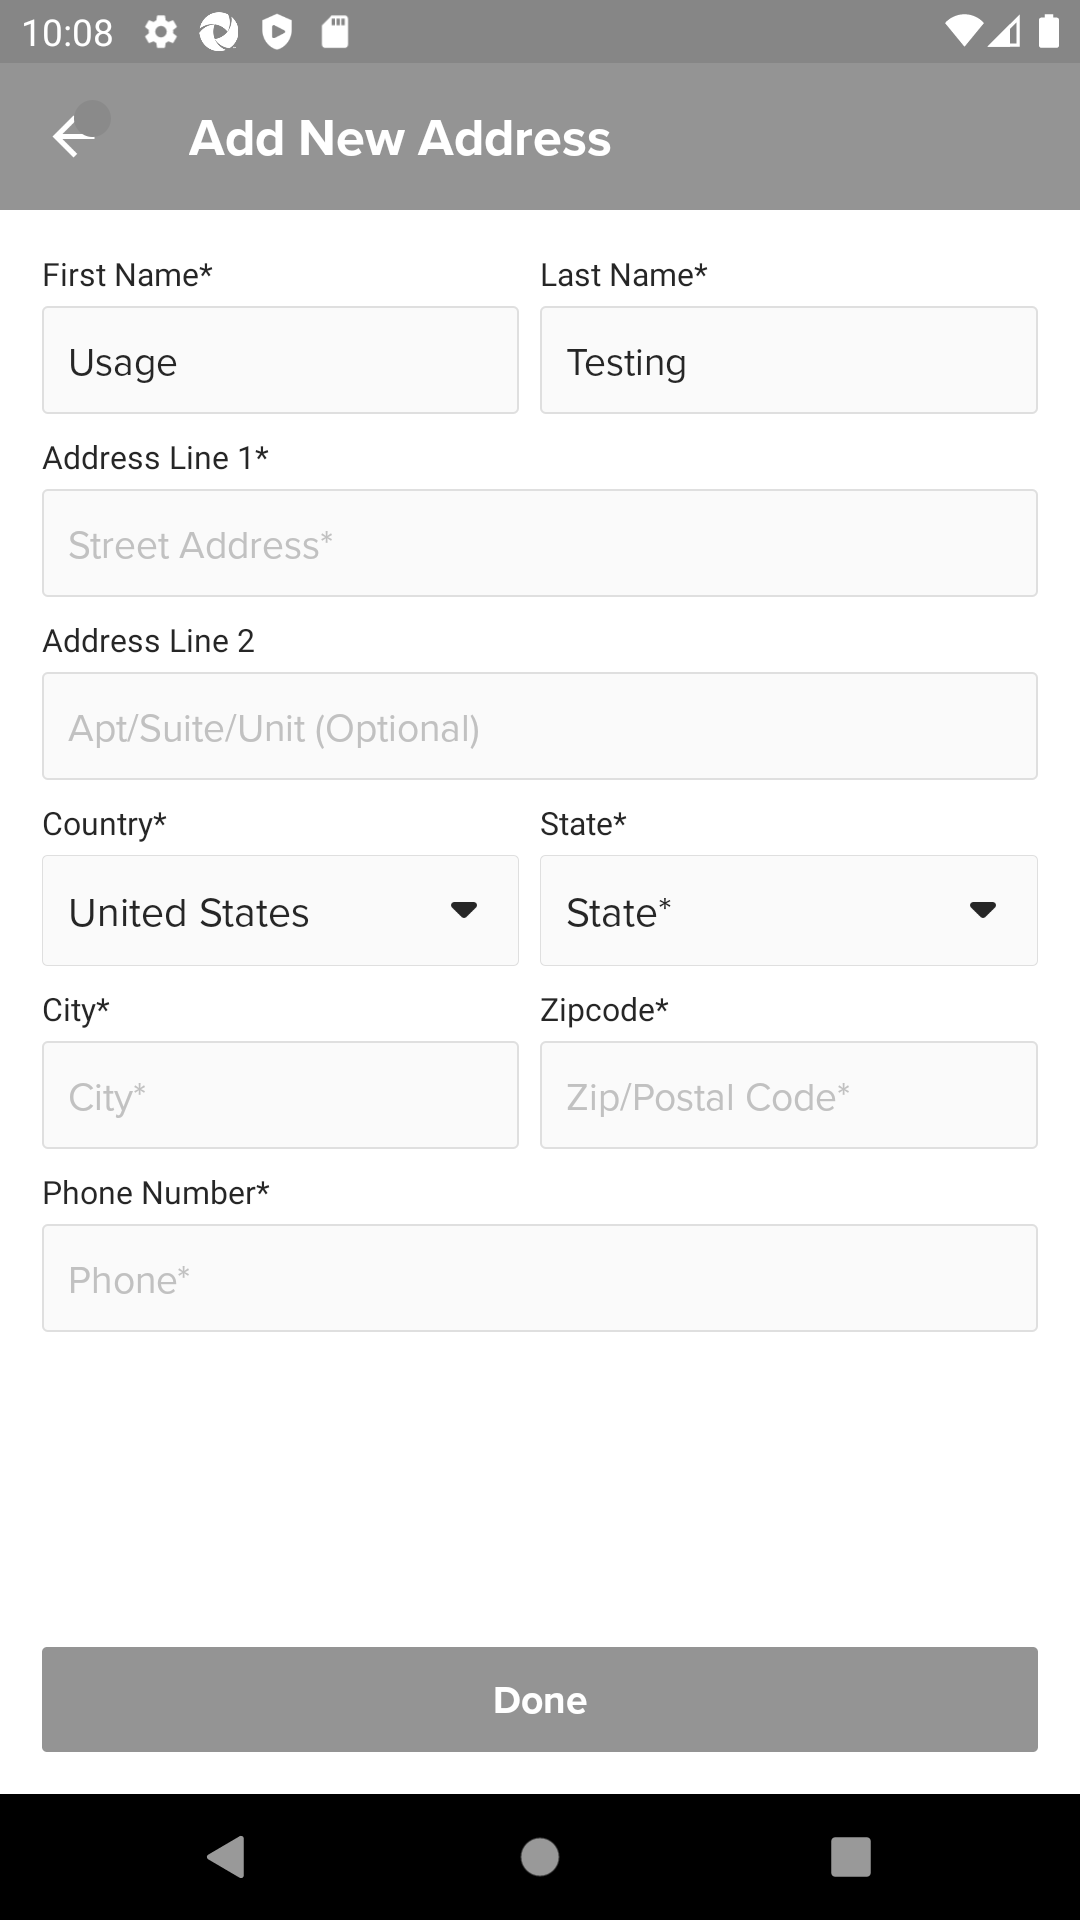 10:08
Add New Address
First Name* Last Name*
Usage Testing
Address Line 1*
Street Address*
Address Line 2
Apt/Suite/Unit (Optional)
Country* State*
United States State*
City* Zipcode*
City* Zip/Postal Code*
Phone Number*
Phone*
Done